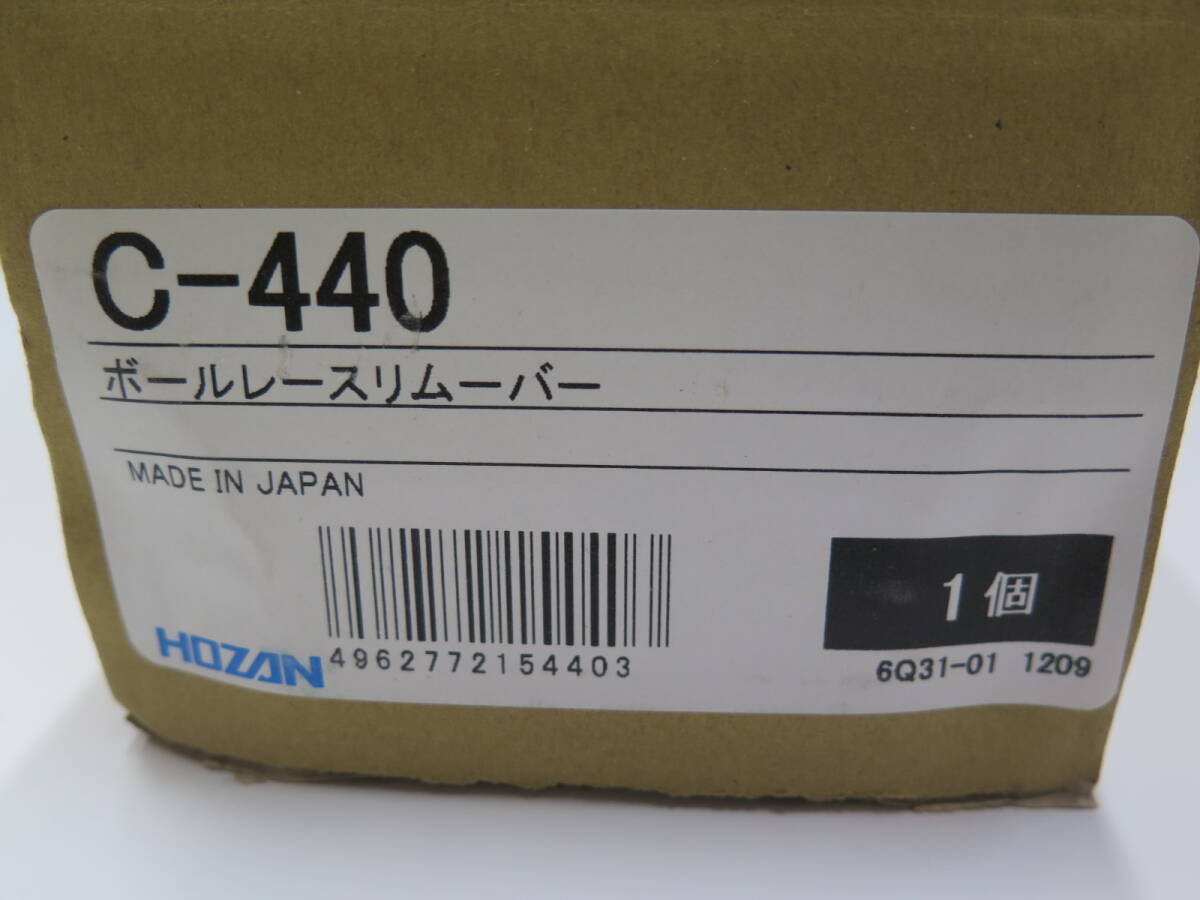 C-440
ボールレースリムーバー
MADE IN JAPAN
1個
HOZAN
4962772154403
6Q31-01 1209